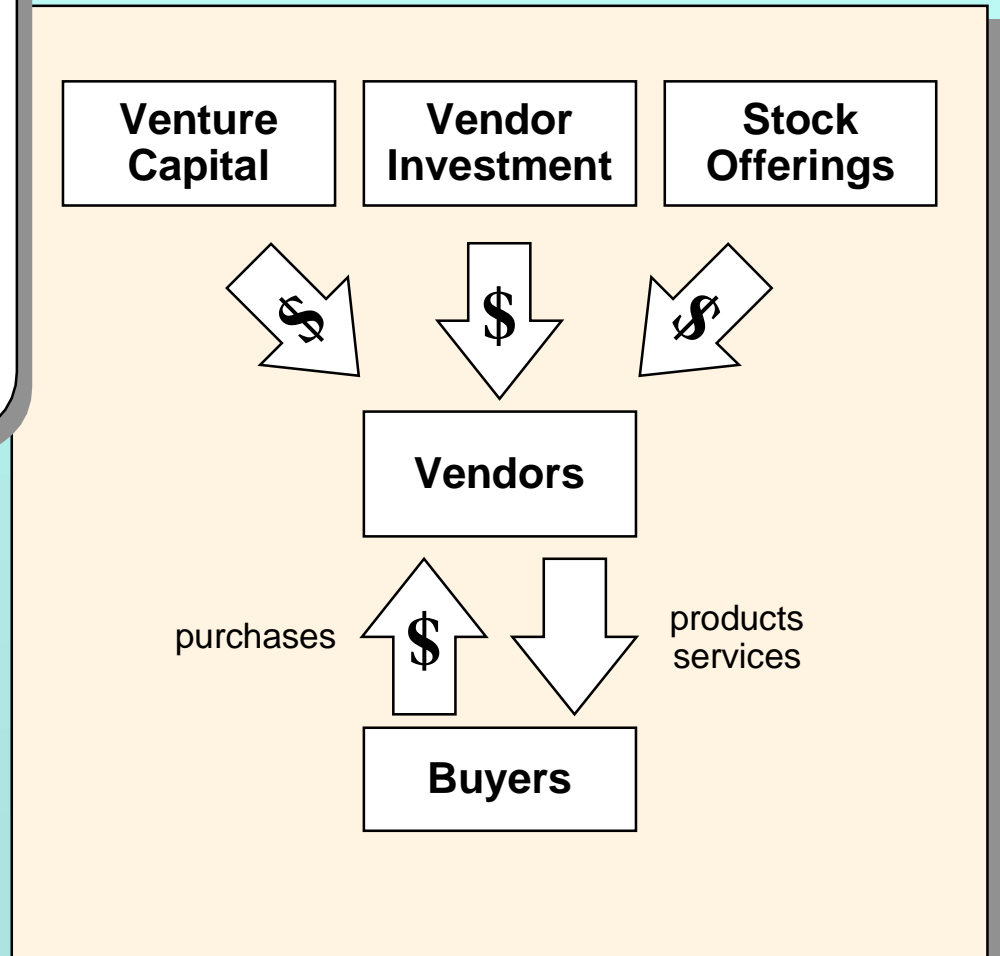 Venture
Capital
Vendor
Investment
Stock
Offerings
$
$
$
Vendors
purchases
$
products
services
Buyers